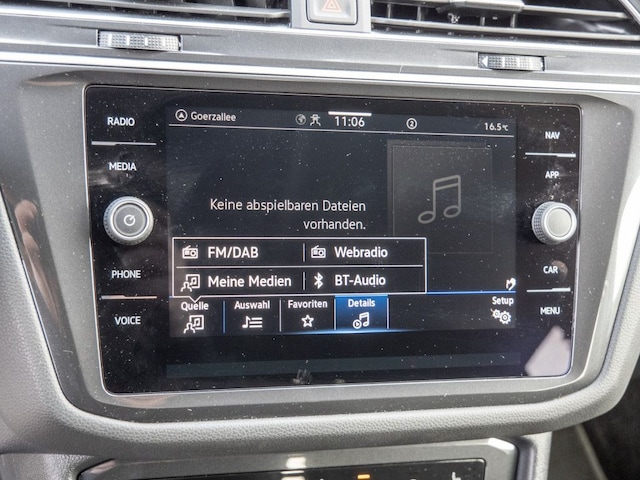 RADIO
MEDIA
PHONE
VOICE
Goerzallee
11:06
2
16.5°C
Keine abspielbaren Dateien
vorhanden.
FM/DAB
Webradio
Meine Medien
BT-Audio
Quelle
Auswahl
Favoriten
Details
Setup
NAV
APP
CAR
MENU